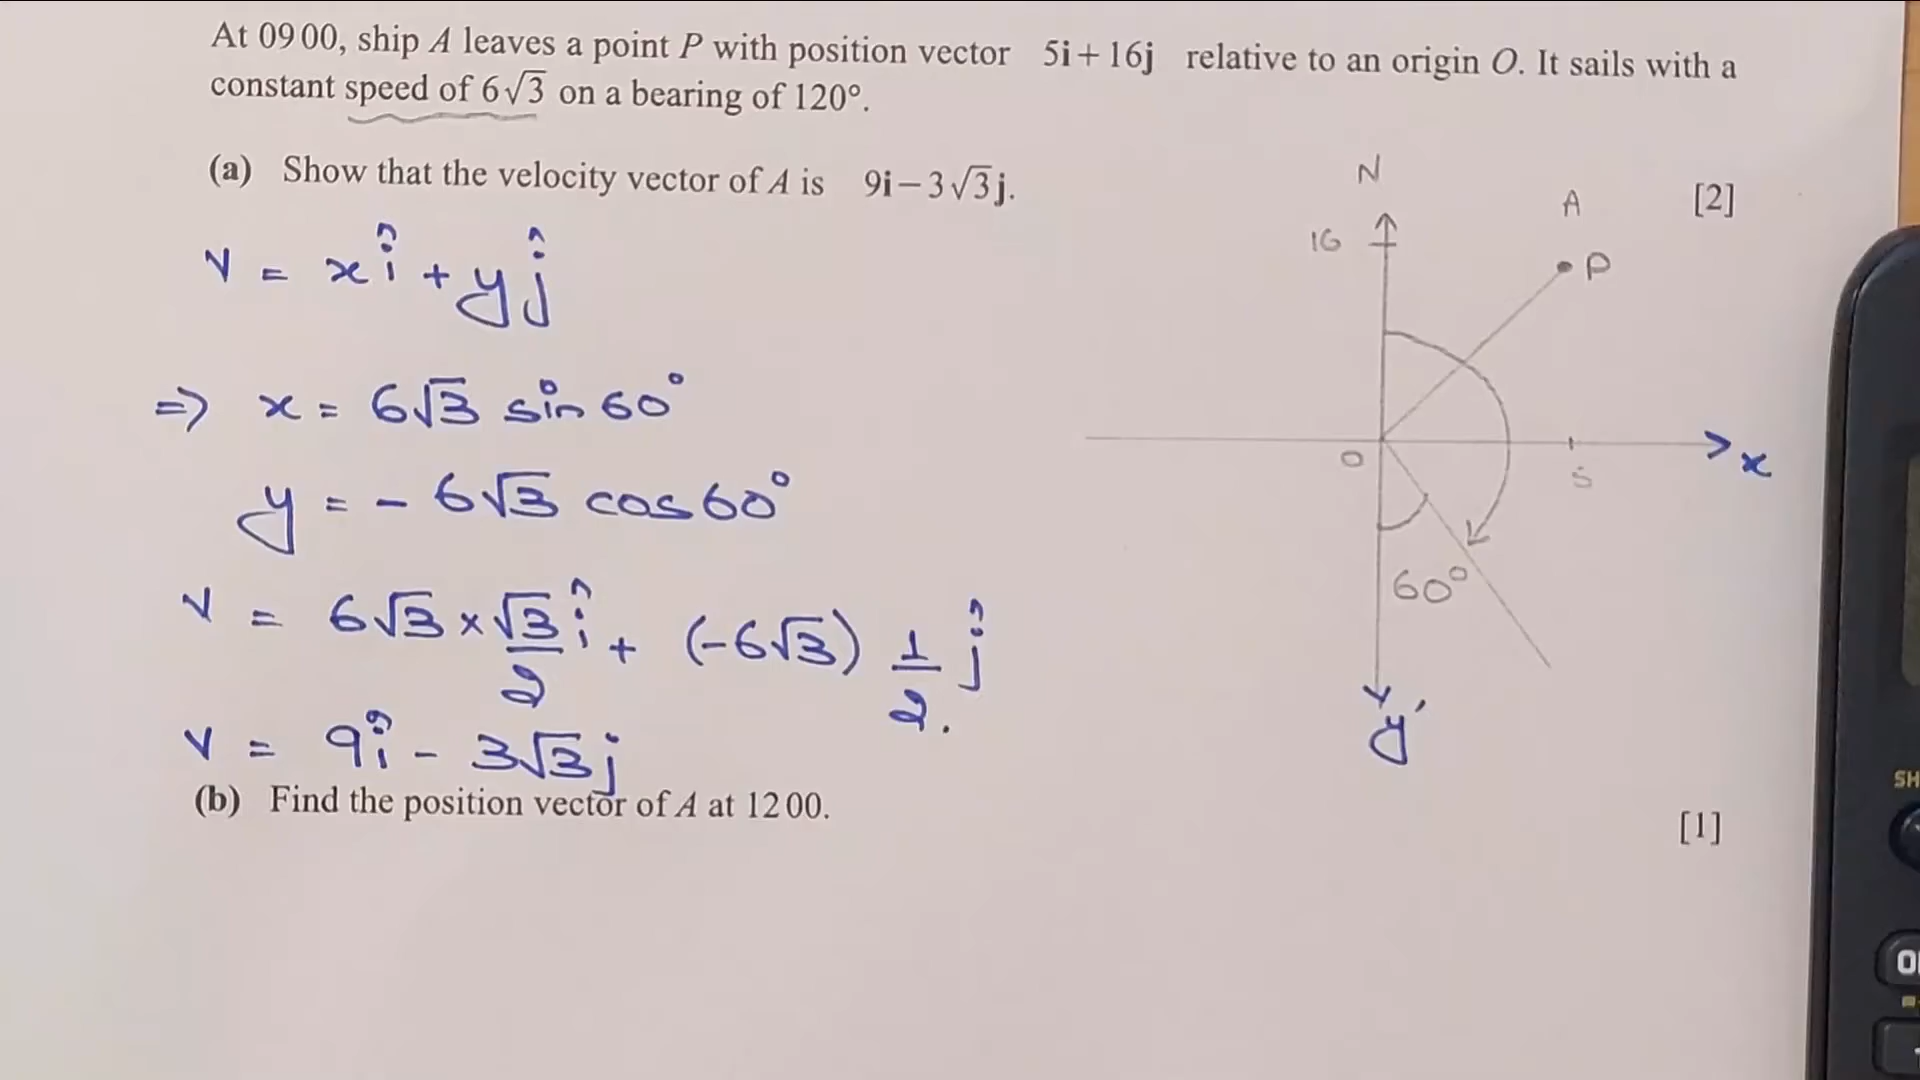 At 09 00, ship A leaves a point P with position vector 5i + 16j relative to an origin O. It sails with a
constant speed of 6√3 on a bearing of 120°.
(a) Show that the velocity vector of A is 9i − 3√3j.
[2]
v = xî + yĵ
⇒ x = 6√3 sin 60°
y = − 6√3 cos 60°
v = 6√3 × √3/2 î + (−6√3) 1/2. ĵ
v = 9î − 3√3j
N
16
A
P
O
5
x
60°
y'
(b) Find the position vector of A at 12 00.
[1]
SH